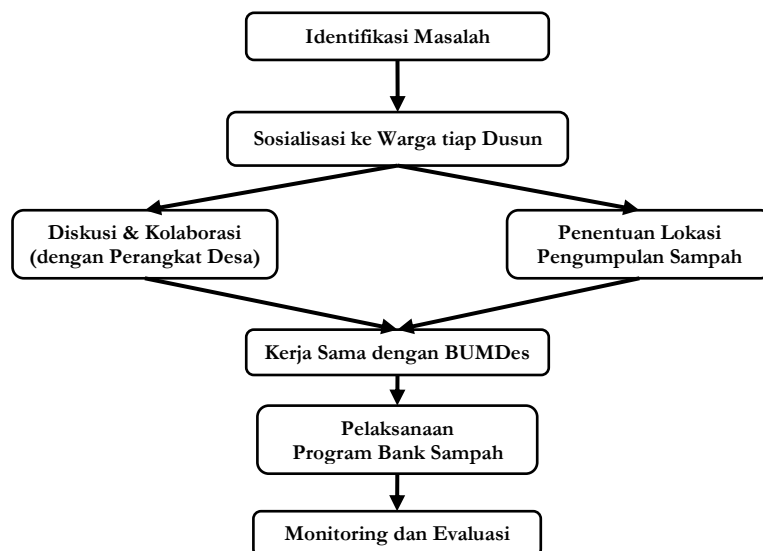 Identifikasi Masalah
Sosialisasi ke Warga tiap Dusun
Diskusi & Kolaborasi
(dengan Perangkat Desa)
Penentuan Lokasi
Pengumpulan Sampah
Kerja Sama dengan BUMDes
Pelaksanaan
Program Bank Sampah
Monitoring dan Evaluasi